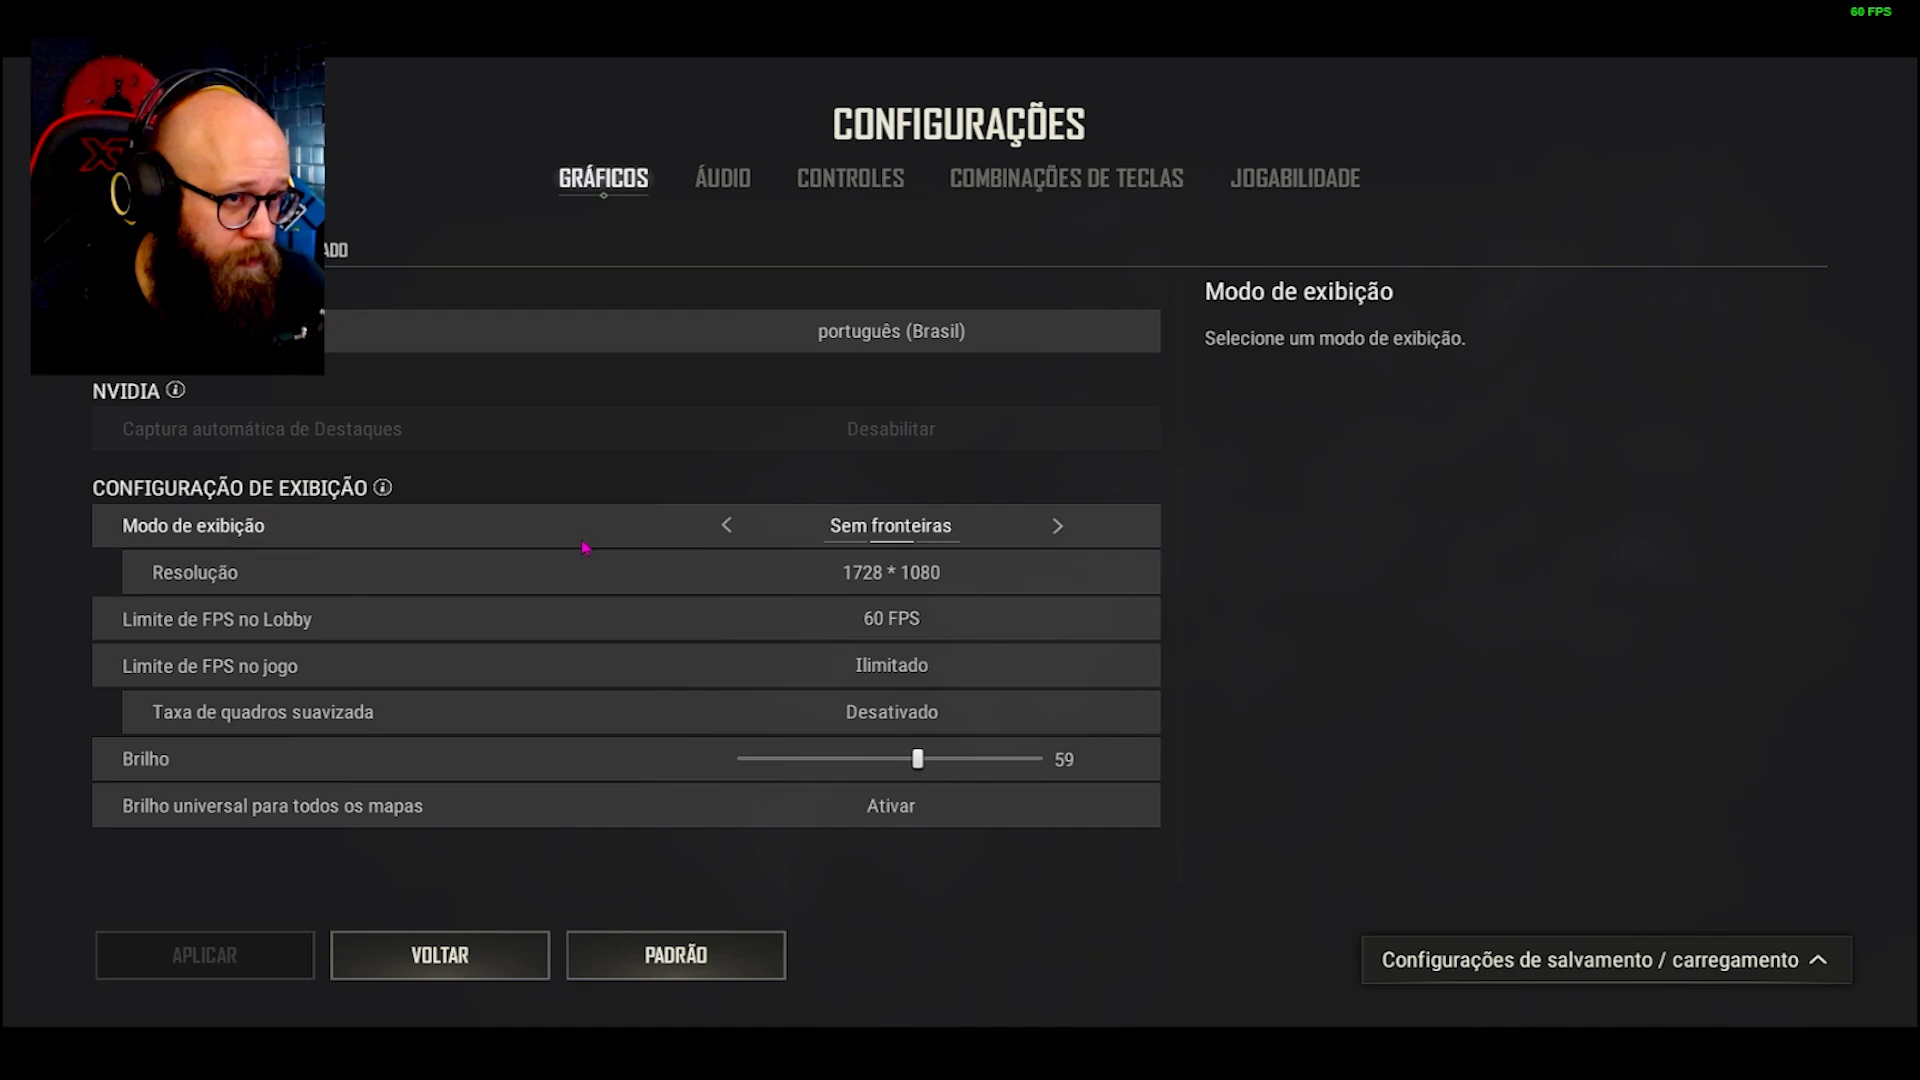 60 FPS
CONFIGURAÇÕES
GRÁFICOS ÁUDIO CONTROLES COMBINAÇÕES DE TECLAS JOGABILIDADE
português (Brasil)
NVIDIA
Captura automática de Destaques Desabilitar
CONFIGURAÇÃO DE EXIBIÇÃO
Modo de exibição < Sem fronteiras >
Resolução 1728 * 1080
Limite de FPS no Lobby 60 FPS
Limite de FPS no jogo Ilimitado
Taxa de quadros suavizada Desativado
Brilho 59
Brilho universal para todos os mapas Ativar
Modo de exibição
Selecione um modo de exibição.
APLICAR VOLTAR PADRÃO
Configurações de salvamento / carregamento